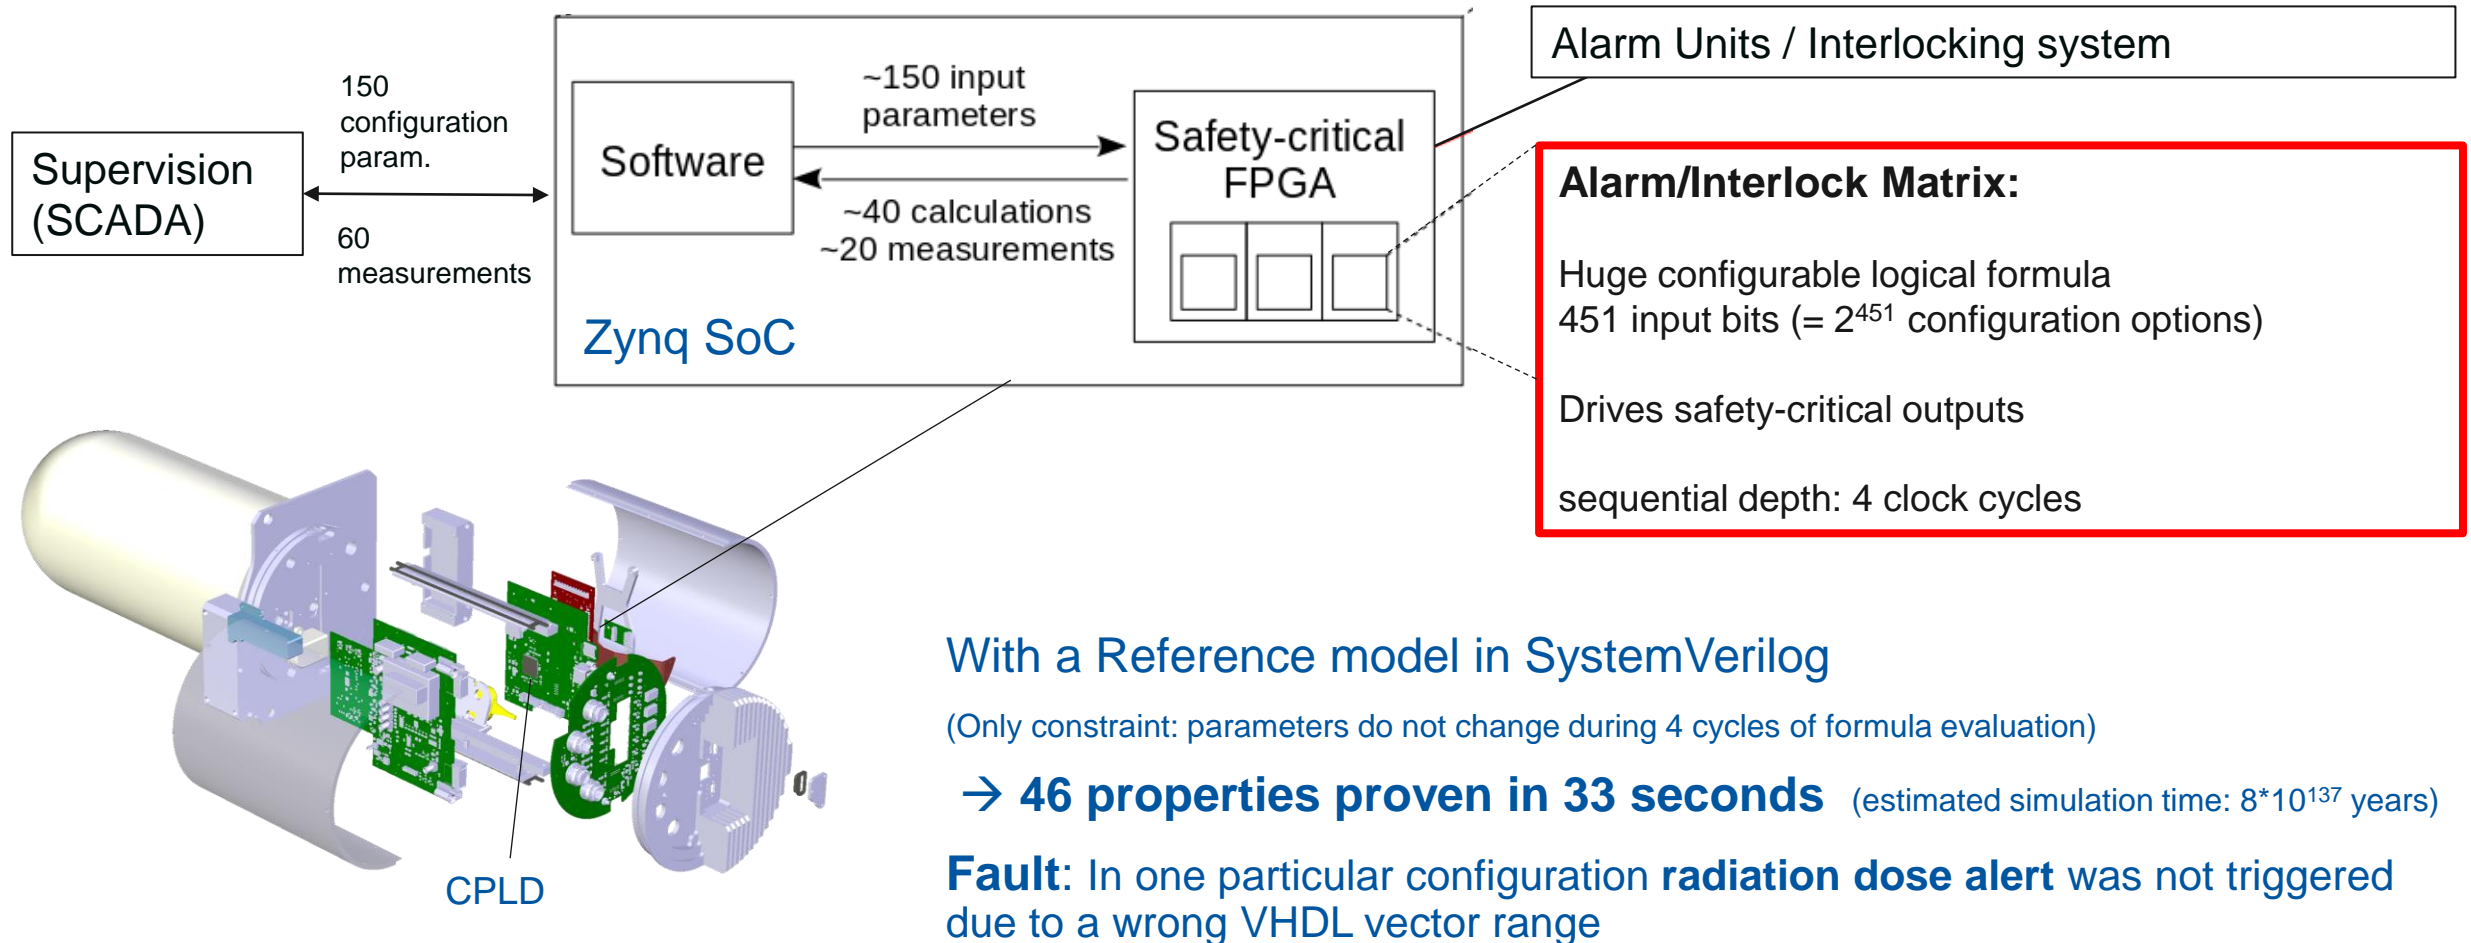 Supervision
(SCADA)
150
configuration
param.
60
measurements
Software
~150 input
parameters
~40 calculations
~20 measurements
Safety-critical
FPGA
Zynq SoC
Alarm Units / Interlocking system
Alarm/Interlock Matrix:
Huge configurable logical formula
451 input bits (= 2⁴⁵¹ configuration options)
Drives safety-critical outputs
sequential depth: 4 clock cycles
CPLD
With a Reference model in SystemVerilog
(Only constraint: parameters do not change during 4 cycles of formula evaluation)
→ 46 properties proven in 33 seconds (estimated simulation time: 8*10¹³⁷ years)
Fault: In one particular configuration radiation dose alert was not triggered
due to a wrong VHDL vector range